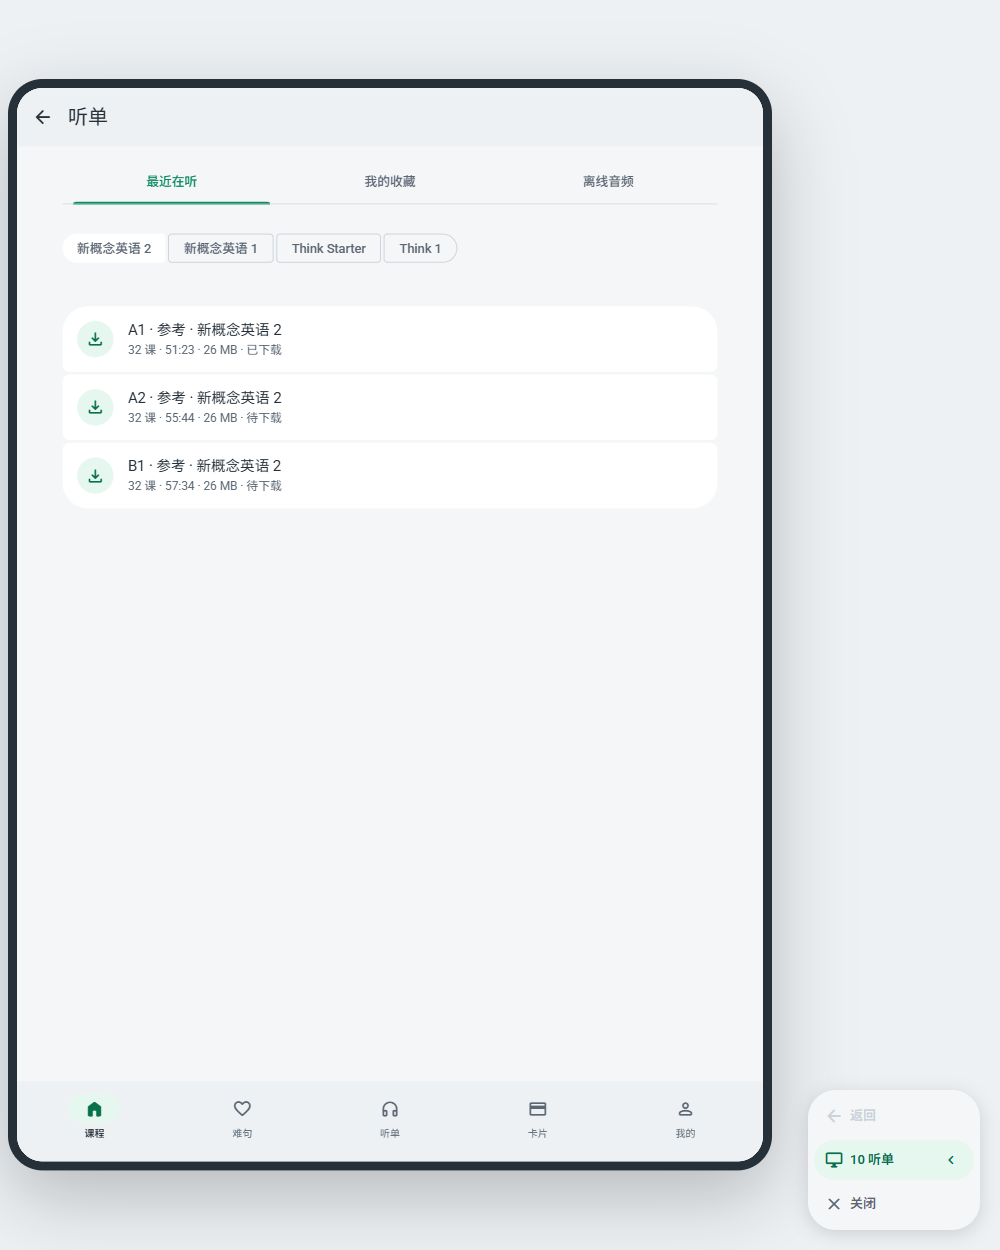 听单
最近在听
我的收藏
离线音频
新概念英语 2
新概念英语 1
Think Starter
Think 1
A1 · 参考 · 新概念英语 2
32 课 · 51:23 · 26 MB · 已下载
A2 · 参考 · 新概念英语 2
32 课 · 55:44 · 26 MB · 待下载
B1 · 参考 · 新概念英语 2
32 课 · 57:34 · 26 MB · 待下载
课程
难句
听单
卡片
我的
返回
10 听单
关闭